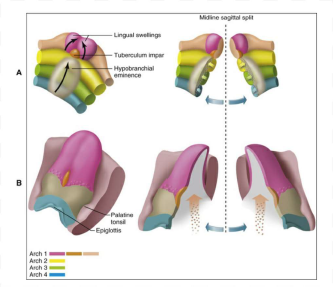 Midline sagittal split
Lingual swellings
Tuberculum impar
Hypobranchial
eminence
A
B
Palatine
tonsil
Epiglottis
Arch 1
Arch 2
Arch 3
Arch 4